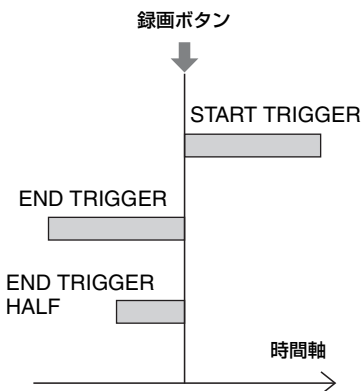 録画ボタン
START TRIGGER
END TRIGGER
END TRIGGER
HALF
時間軸